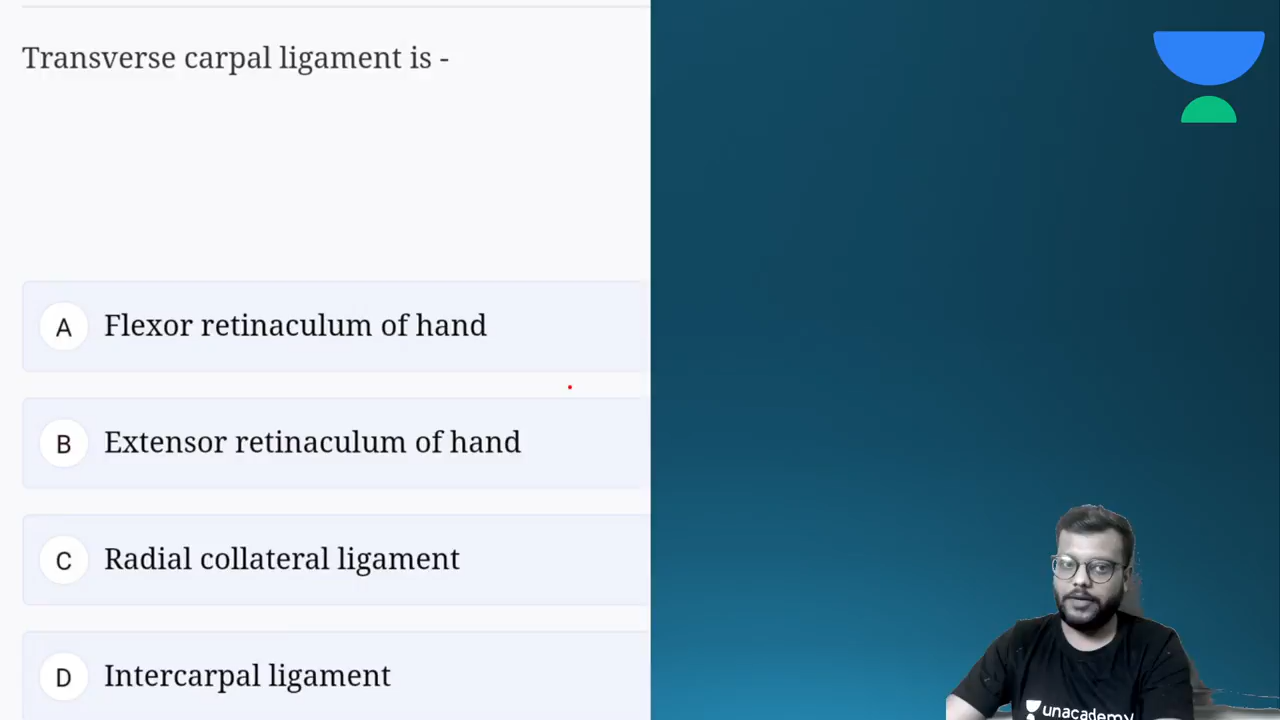 Transverse carpal ligament is -
A Flexor retinaculum of hand
B Extensor retinaculum of hand
C Radial collateral ligament
D Intercarpal ligament
unacademy